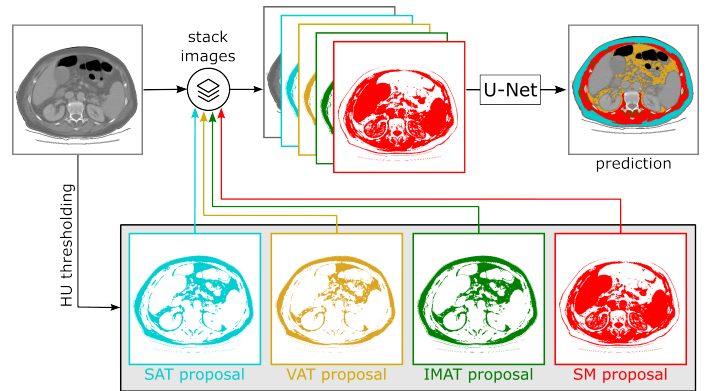 stack
images
U-Net
prediction
HU thresholding
SAT proposal
VAT proposal
IMAT proposal
SM proposal